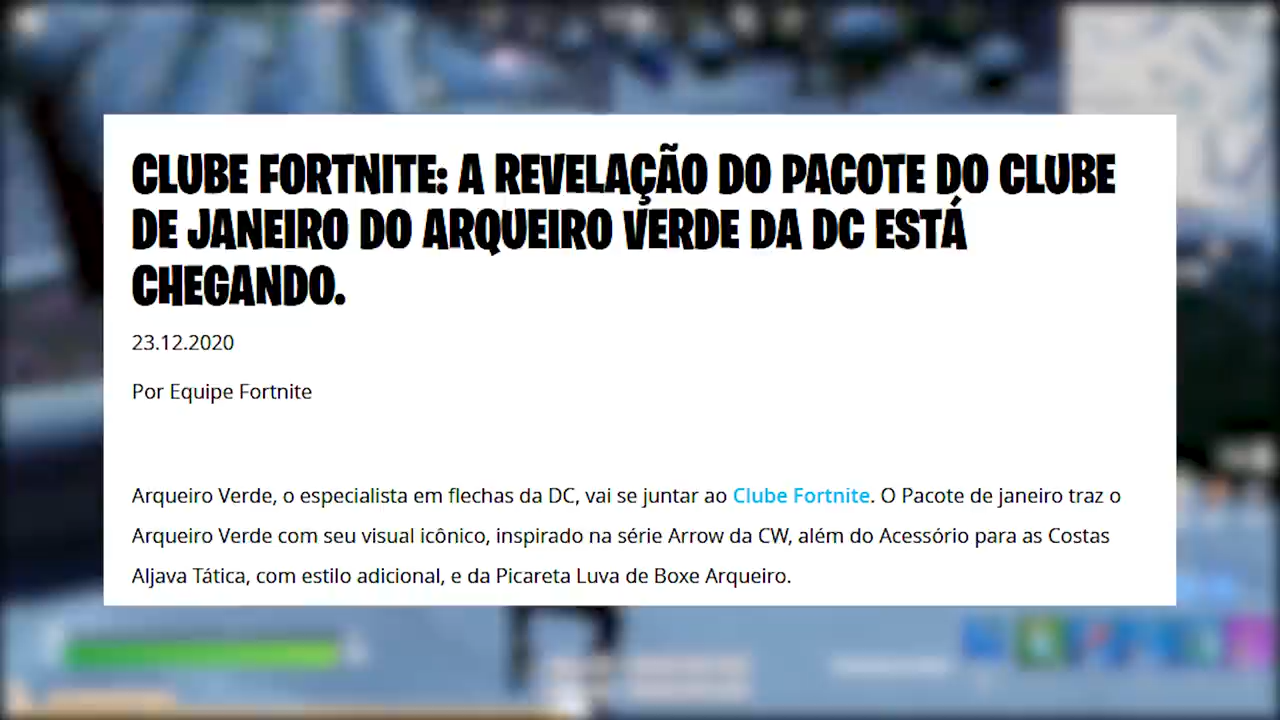 CLUBE FORTNITE: A REVELAÇÃO DO PACOTE DO CLUBE
DE JANEIRO DO ARQUEIRO VERDE DA DC ESTÁ
CHEGANDO.
23.12.2020
Por Equipe Fortnite
Arqueiro Verde, o especialista em flechas da DC, vai se juntar ao Clube Fortnite. O Pacote de janeiro traz o
Arqueiro Verde com seu visual icônico, inspirado na série Arrow da CW, além do Acessório para as Costas
Aljava Tática, com estilo adicional, e da Picareta Luva de Boxe Arqueiro.